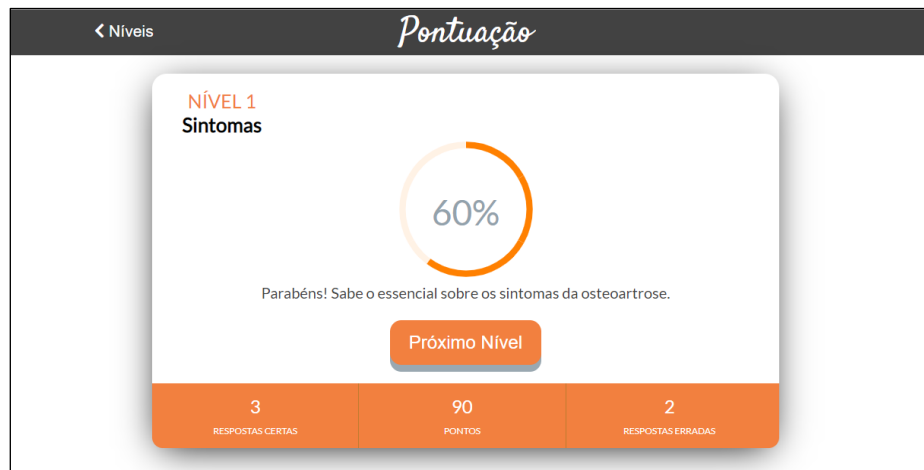 Níveis
Pontuação
NÍVEL 1
Sintomas
60%
Parabéns! Sabe o essencial sobre os sintomas da osteoartrose.
Próximo Nível
3
RESPOSTAS CERTAS
90
PONTOS
2
RESPOSTAS ERRADAS